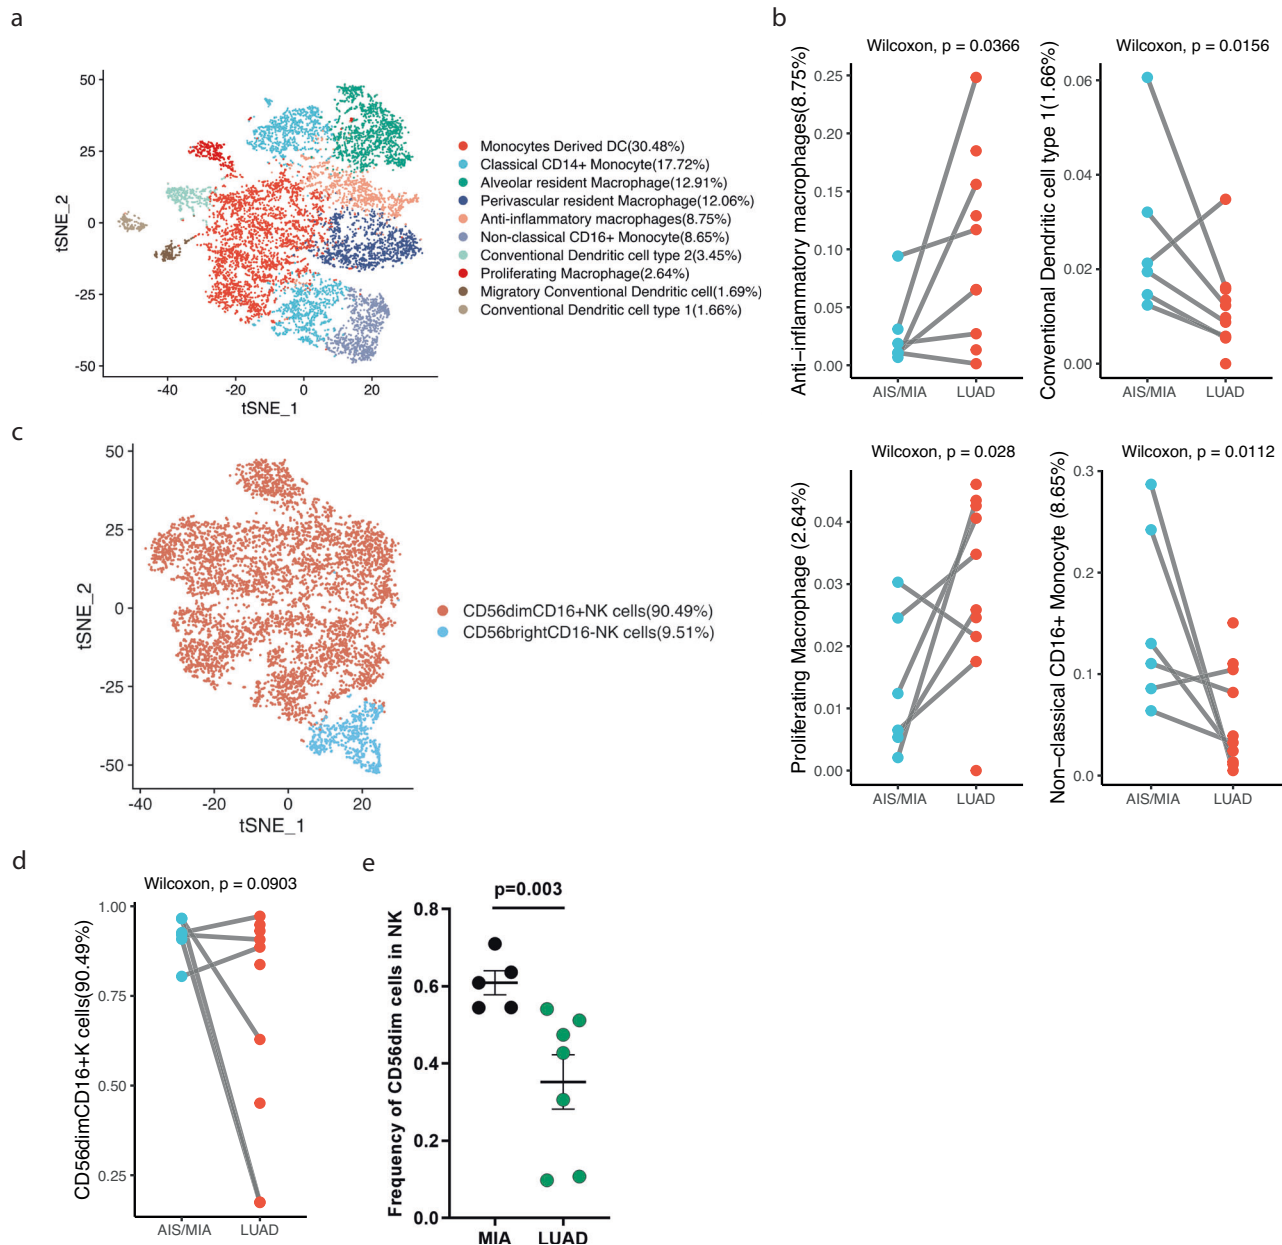 a
50
25
0
-25
-50
tSNE_2
-40
-20
0
20
tSNE_1
Monocytes Derived DC(30.48%)
Classical CD14+ Monocyte(17.72%)
Alveolar resident Macrophage(12.91%)
Perivascular resident Macrophage(12.06%)
Anti-inflammatory macrophages(8.75%)
Non-classical CD16+ Monocyte(8.65%)
Conventional Dendritic cell type 2(3.45%)
Proliferating Macrophage(2.64%)
Migratory Conventional Dendritic cell(1.69%)
Conventional Dendritic cell type 1(1.66%)
b
Wilcoxon, p = 0.0366
Anti-inflammatory macrophages(8.75%)
0.25
0.20
0.15
0.10
0.05
0.00
AIS/MIA
LUAD
Wilcoxon, p = 0.0156
Conventional Dendritic cell type 1(1.66%)
0.06
0.04
0.02
0.00
AIS/MIA
LUAD
Wilcoxon, p = 0.028
Proliferating Macrophage (2.64%)
0.04
0.03
0.02
0.01
0.00
AIS/MIA
LUAD
Wilcoxon, p = 0.0112
Non-classical CD16+ Monocyte (8.65%)
0.3
0.2
0.1
0.0
AIS/MIA
LUAD
c
50
25
0
-25
-50
tSNE_2
-40
-20
0
20
tSNE_1
CD56dimCD16+NK cells(90.49%)
CD56brightCD16-NK cells(9.51%)
d
Wilcoxon, p = 0.0903
CD56dimCD16+K cells(90.49%)
1.00
0.75
0.50
0.25
AIS/MIA
LUAD
e
p=0.003
Frequency of CD56dim cells in NK
0.8
0.6
0.4
0.2
0.0
MIA
LUAD